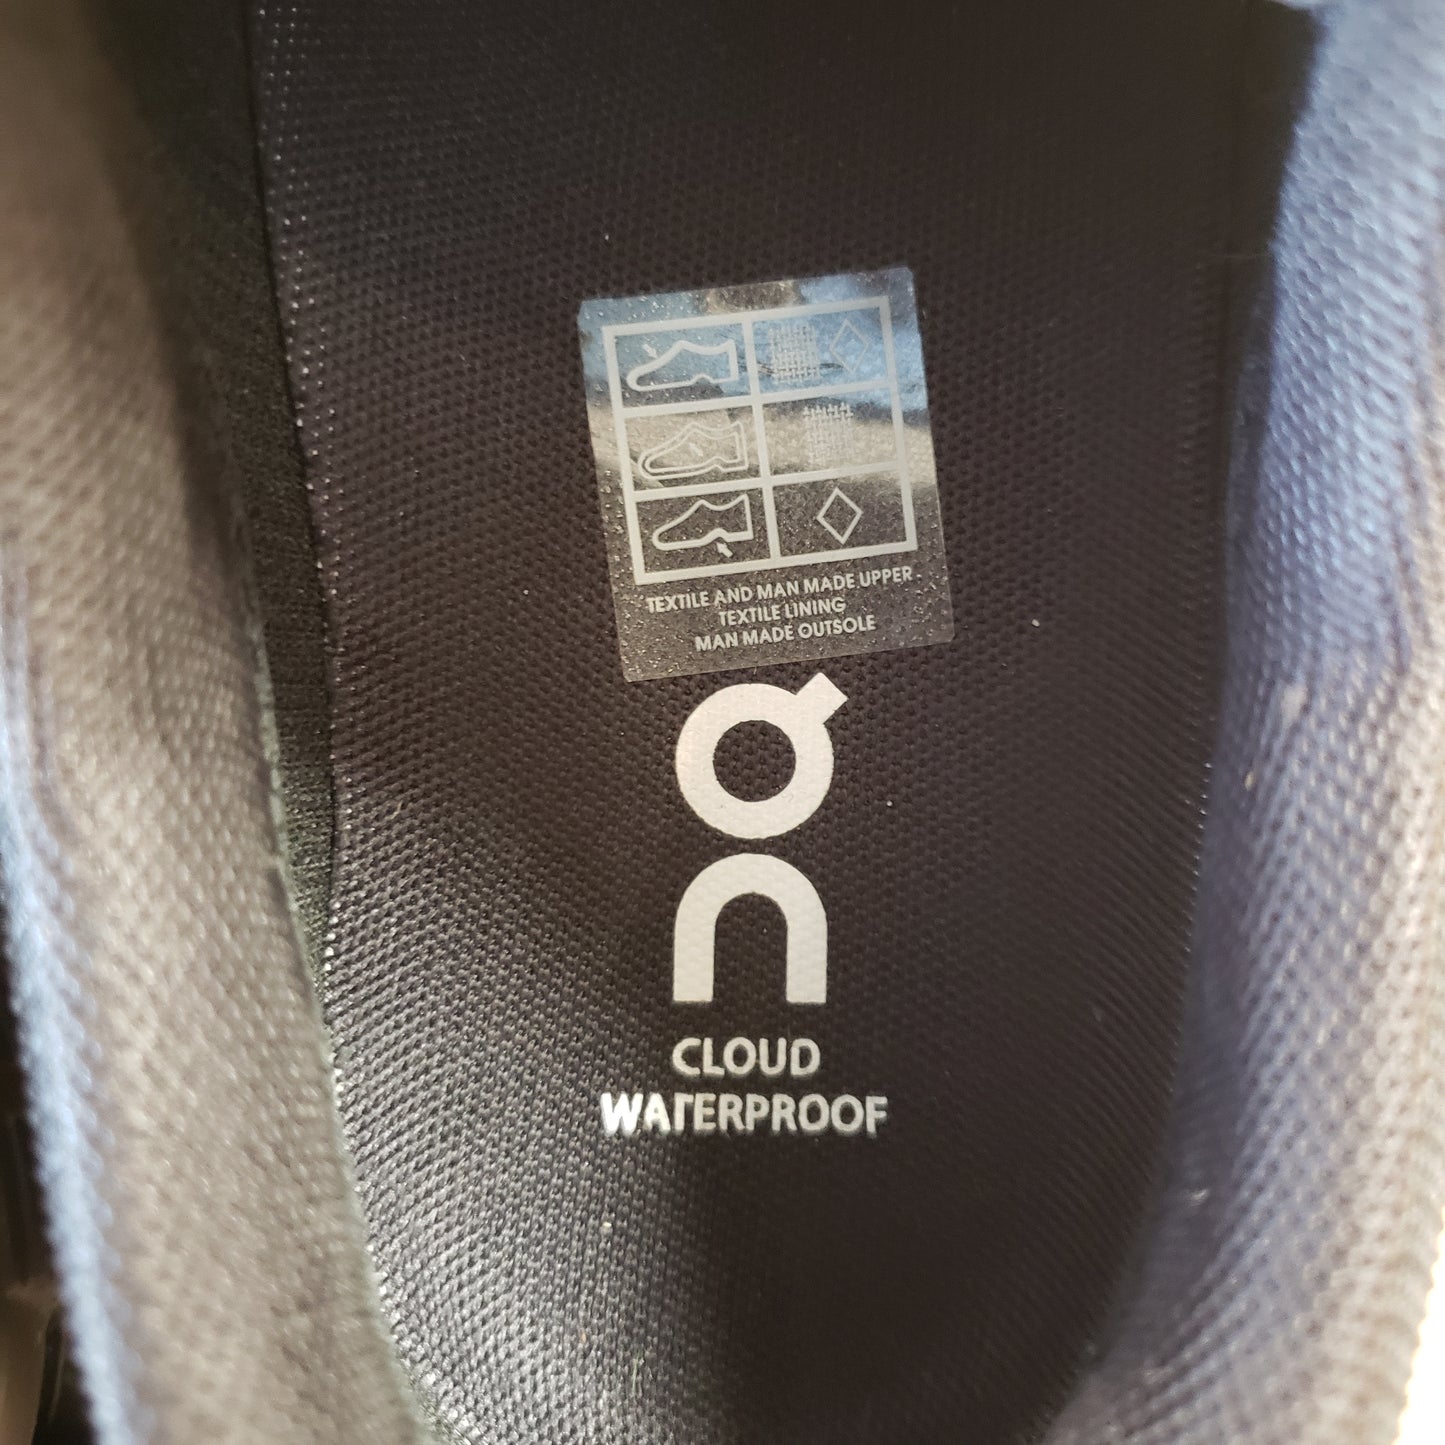 TEXTILE AND MAN MADE UPPER
TEXTILE LINING
MAN MADE OUTSOLE
On
CLOUD
WATERPROOF